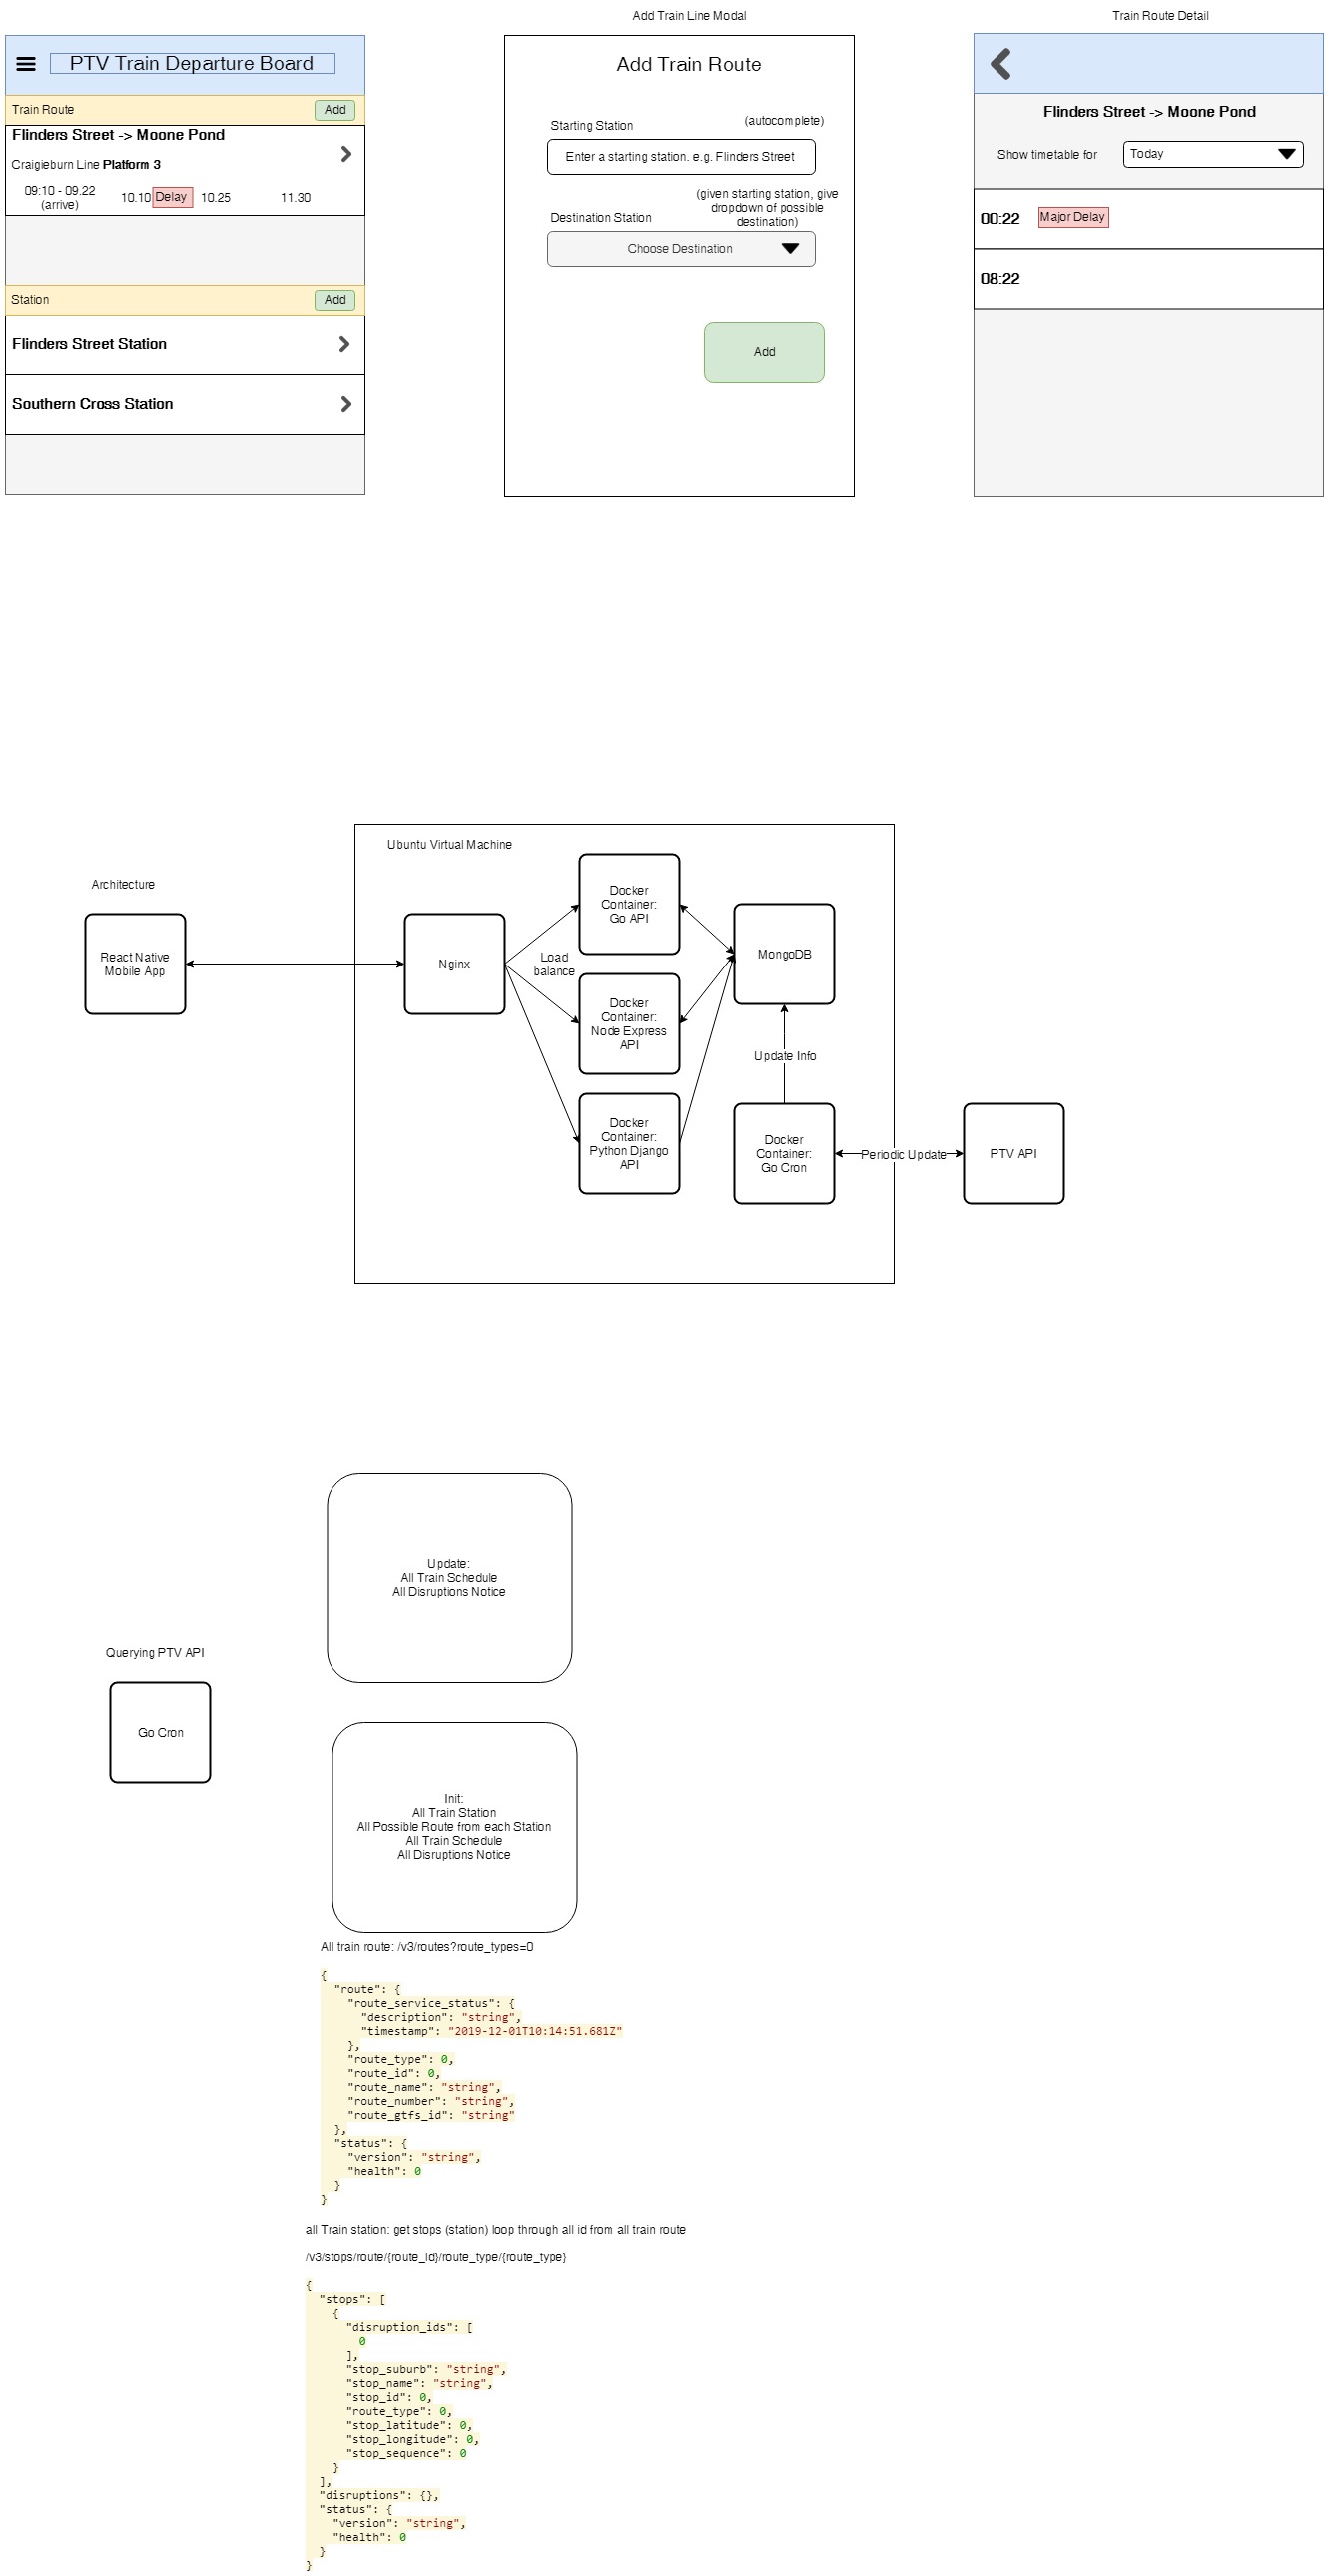 Add Train Line Modal
Train Route Detail
PTV Train Departure Board
Train Route
Add
Flinders Street -> Moone Pond
Craigieburn Line Platform 3
09:10 - 09.22
(arrive)
10.10
Delay
10.25
11.30
Station
Add
Flinders Street Station
Southern Cross Station
Add Train Route
Starting Station
(autocomplete)
Enter a starting station. e.g. Flinders Street
(given starting station, give
dropdown of possible
destination)
Destination Station
Choose Destination
Add
Flinders Street -> Moone Pond
Show timetable for
Today
00:22
Major Delay
08:22
Architecture
React Native
Mobile App
Ubuntu Virtual Machine
Nginx
Load
balance
Docker
Container:
Go API
Docker
Container:
Node Express
API
Docker
Container:
Python Django
API
MongoDB
Update Info
Docker
Container:
Go Cron
Periodic Update
PTV API
Update:
All Train Schedule
All Disruptions Notice
Querying PTV API
Go Cron
Init:
All Train Station
All Possible Route from each Station
All Train Schedule
All Disruptions Notice
All train route: /v3/routes?route_types=0
{
"route": {
"route_service_status": {
"description": "string",
"timestamp": "2019-12-01T10:14:51.681Z"
},
"route_type": 0,
"route_id": 0,
"route_name": "string",
"route_number": "string",
"route_gtfs_id": "string"
},
"status": {
"version": "string",
"health": 0
}
}
all Train station: get stops (station) loop through all id from all train route
/v3/stops/route/{route_id}/route_type/{route_type}
{
"stops": [
{
"disruption_ids": [
0
],
"stop_suburb": "string",
"stop_name": "string",
"stop_id": 0,
"route_type": 0,
"stop_latitude": 0,
"stop_longitude": 0,
"stop_sequence": 0
}
],
"disruptions": {},
"status": {
"version": "string",
"health": 0
}
}